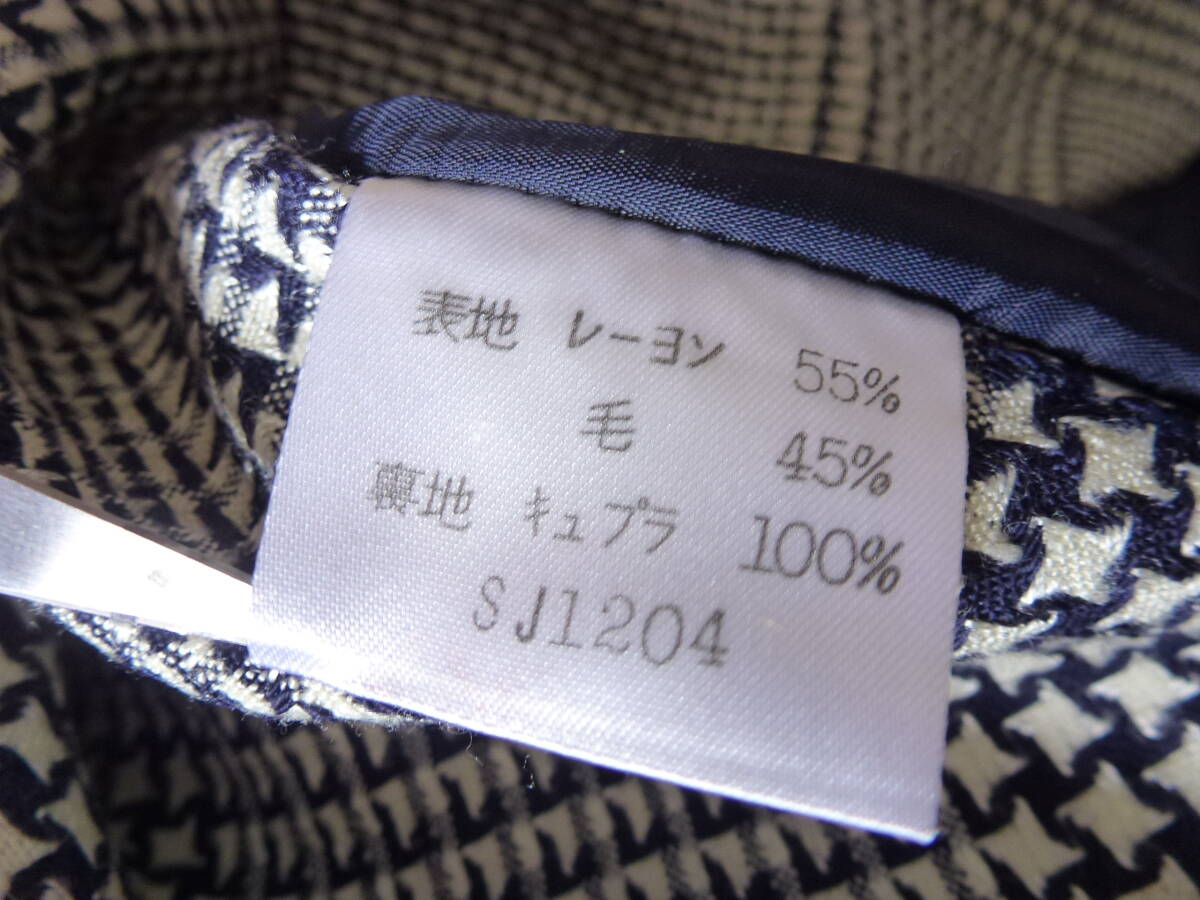 表地 レーヨン 55%
毛 45%
裏地 キュプラ 100%
SJ1204